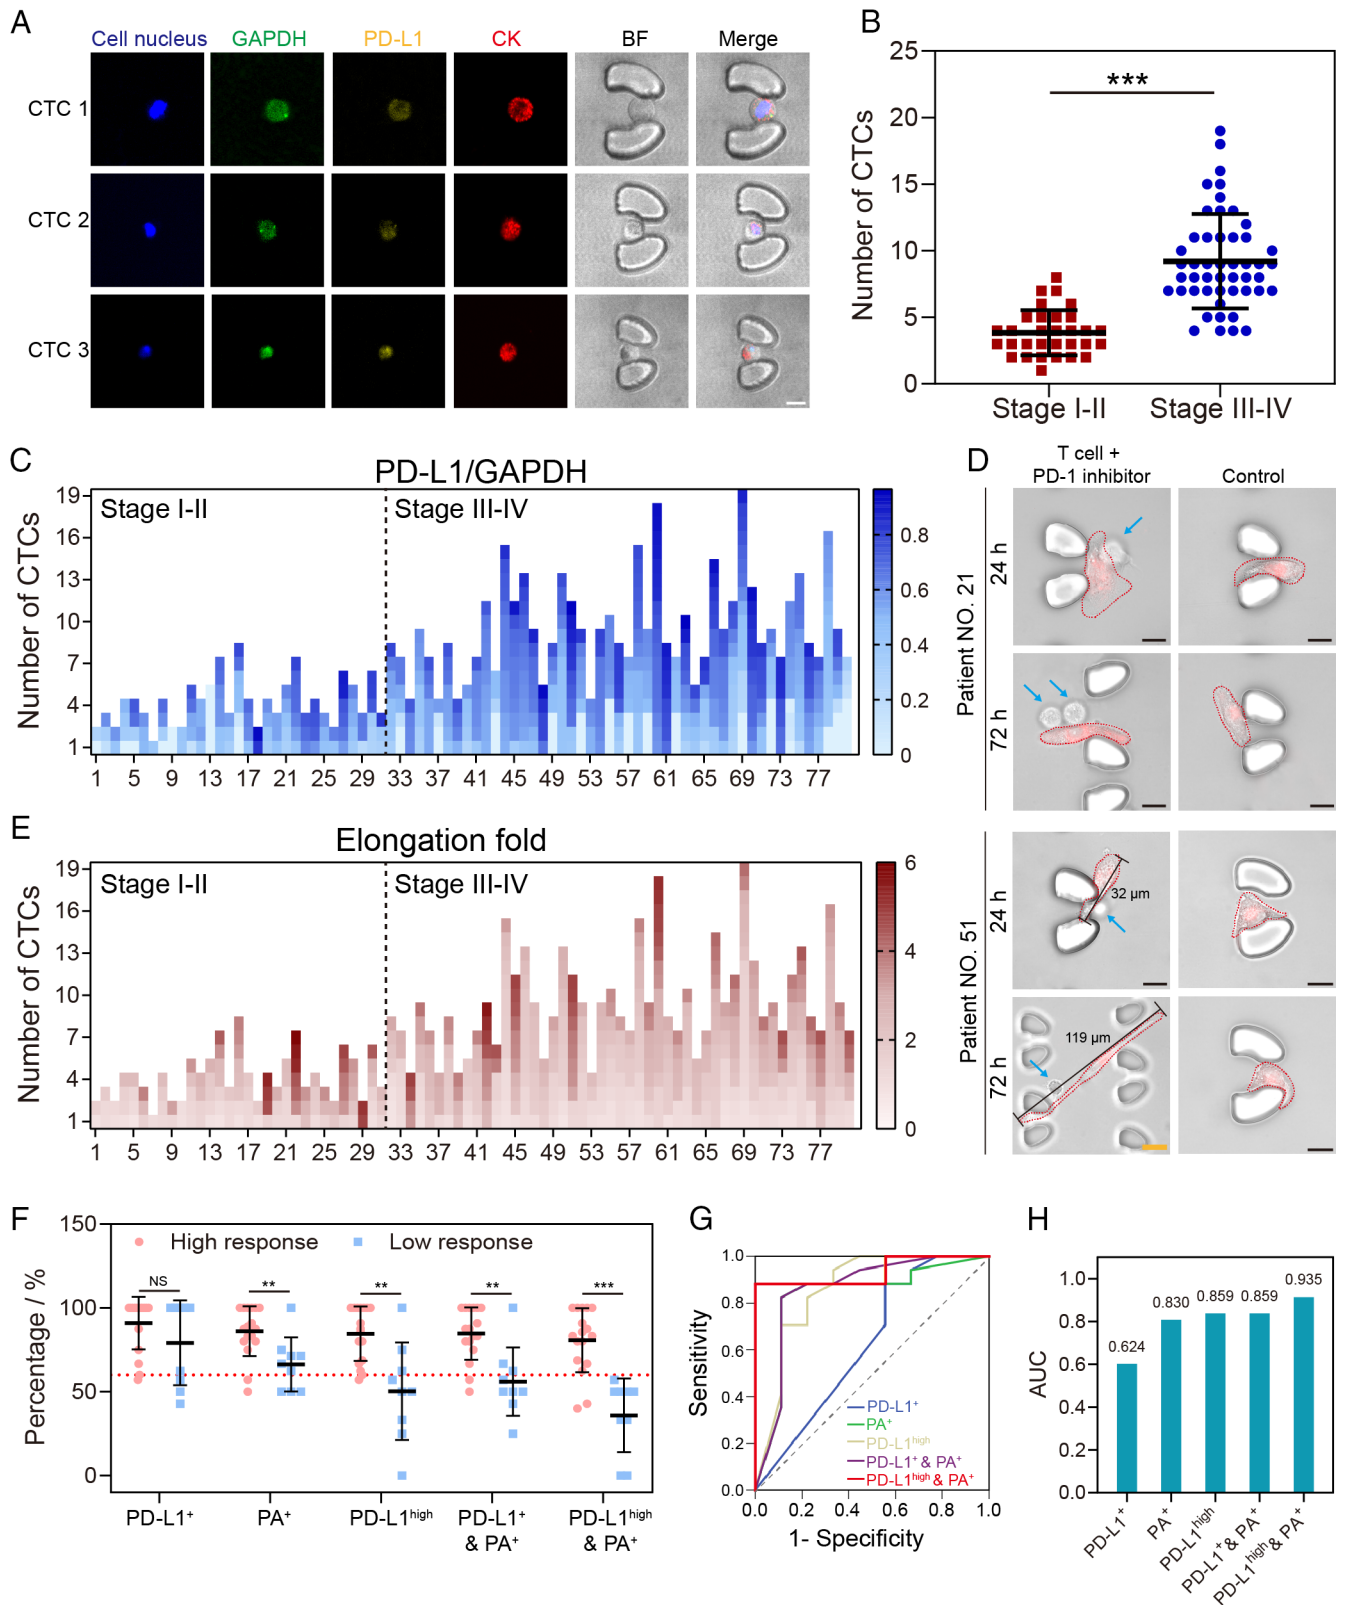 A
Cell nucleus GAPDH PD-L1 CK BF Merge
CTC 1
CTC 2
CTC 3
B
25
20
15
10
5
0
Number of CTCs
***
Stage I-II Stage III-IV
C
PD-L1/GAPDH
Stage I-II Stage III-IV
Number of CTCs
19
16
13
10
7
4
1
1 5 9 13 17 21 25 29 33 37 41 45 49 53 57 61 65 69 73 77
0.8
0.6
0.4
0.2
0
D
T cell +
PD-1 inhibitor
Control
Patient NO. 21
24 h
72 h
Patient NO. 51
24 h
32 µm
72 h
119 µm
E
Elongation fold
Stage I-II Stage III-IV
Number of CTCs
19
16
13
10
7
4
1
1 5 9 13 17 21 25 29 33 37 41 45 49 53 57 61 65 69 73 77
6
4
2
0
F
Percentage / %
150
100
50
0
High response Low response
NS ** ** ** ***
PD-L1⁺ PA⁺ PD-L1ʰⁱᵍʰ PD-L1⁺ PD-L1ʰⁱᵍʰ
& PA⁺ & PA⁺
G
Sensitivity
1.0
0.8
0.6
0.4
0.2
0.0
PD-L1⁺
PA⁺
PD-L1ʰⁱᵍʰ
PD-L1⁺ & PA⁺
PD-L1ʰⁱᵍʰ & PA⁺
0.0 0.2 0.4 0.6 0.8 1.0
1- Specificity
H
AUC
1.0
0.8
0.6
0.4
0.2
0.0
0.624
0.830
0.859
0.859
0.935
PD-L1⁺
PA⁺
PD-L1ʰⁱᵍʰ
PD-L1⁺ & PA⁺
PD-L1ʰⁱᵍʰ & PA⁺